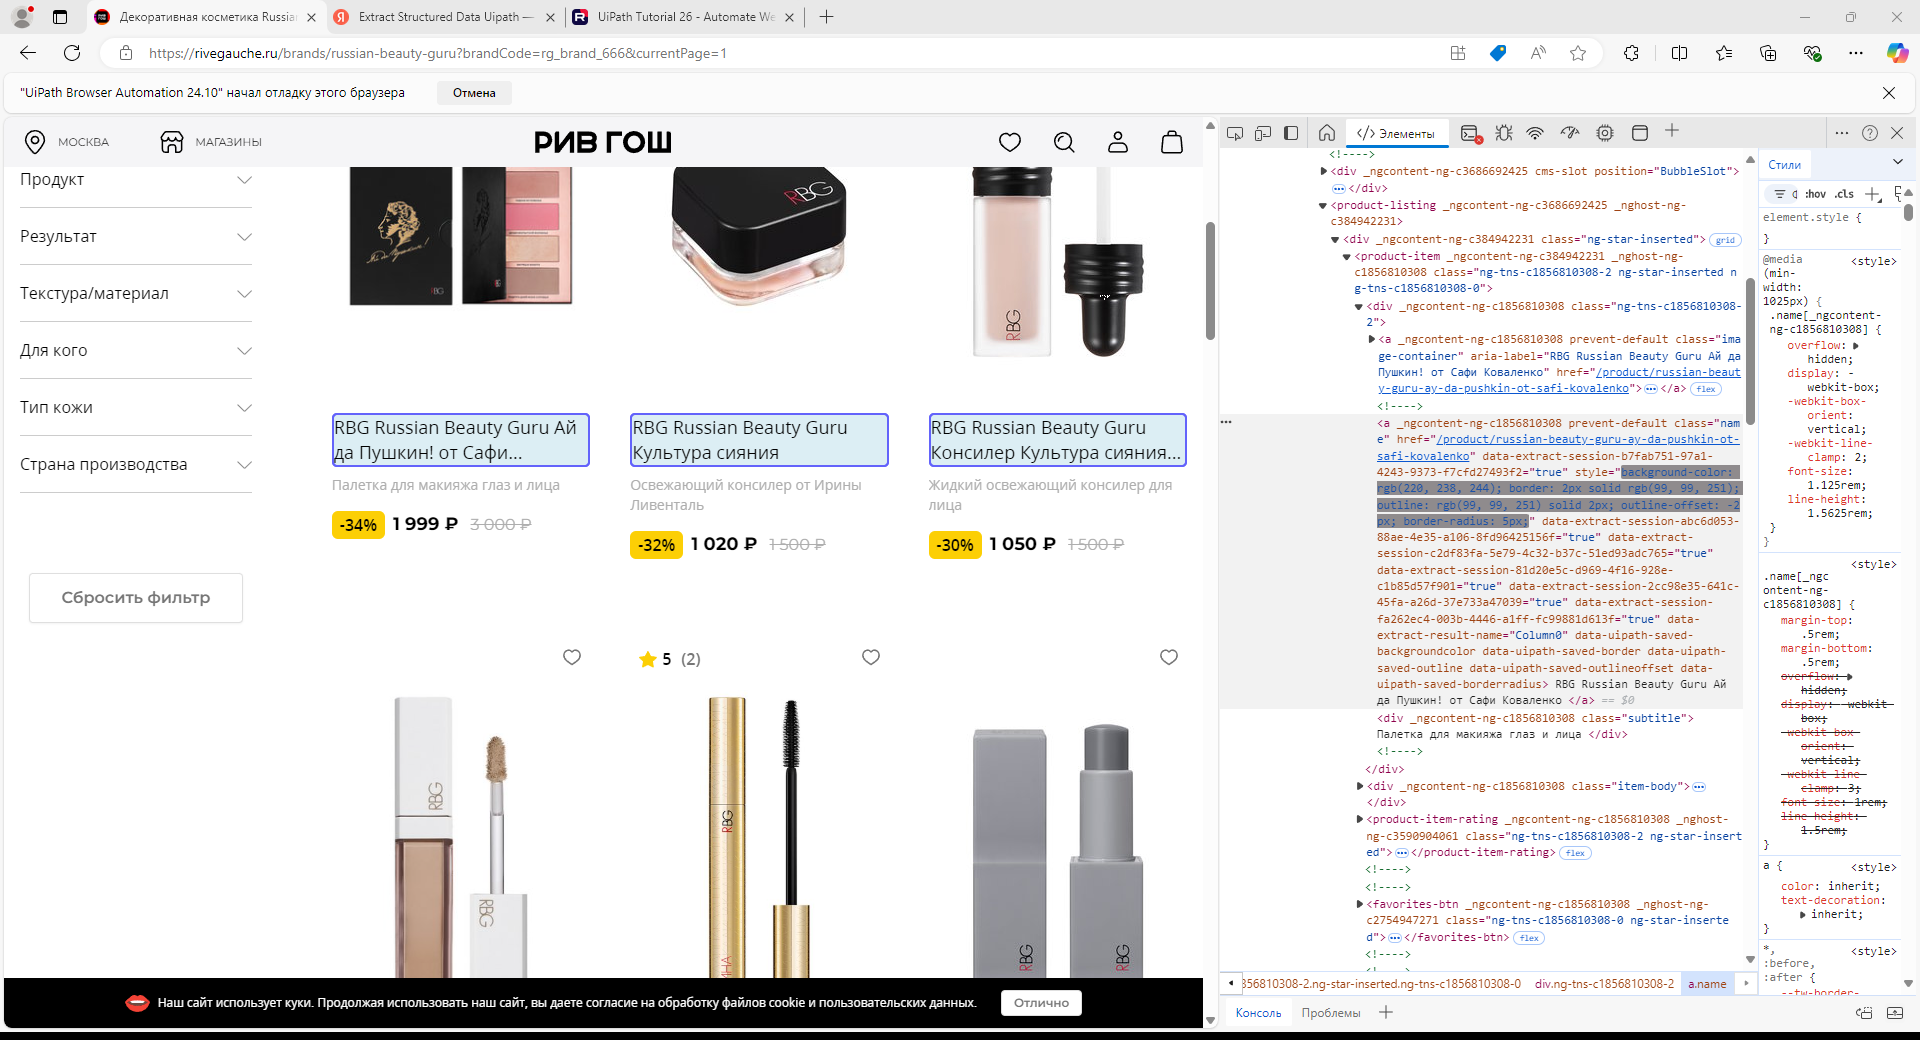 Декоративная косметика Russia
Extract Structured Data Uipath —
UiPath Tutorial 26 - Automate We
https://rivegauche.ru/brands/russian-beauty-guru?brandCode=rg_brand_666&currentPage=1
"UiPath Browser Automation 24.10" начал отладку этого браузера
Отмена
МОСКВА
МАГАЗИНЫ
РИВ ГОШ
Продукт
Результат
Текстура/материал
Для кого
Тип кожи
Страна производства
Сбросить фильтр
RBG
RBG
RBG
RBG Russian Beauty Guru Ай
да Пушкин! от Сафи...
Палетка для макияжа глаз и лица
-34% 1 999 ₽ 3 000 ₽
RBG Russian Beauty Guru
Культура сияния
Освежающий консилер от Ирины
Ливенталь
-32% 1 020 ₽ 1 500 ₽
RBG Russian Beauty Guru
Консилер Культура сияния...
Жидкий освежающий консилер для
лица
-30% 1 050 ₽ 1 500 ₽
5 (2)
RBG
RBG
RBG
RBG
RBG
Наш сайт использует куки. Продолжая использовать наш сайт, вы даете согласие на обработку файлов cookie и пользовательских данных.
Отлично
Элементы
<!---->
<div _ngcontent-ng-c3686692425 cms-slot position="BubbleSlot">
</div>
<product-listing _ngcontent-ng-c3686692425 _nghost-ng-
c384942231>
<div _ngcontent-ng-c384942231 class="ng-star-inserted"> grid
<product-item _ngcontent-ng-c384942231 _nghost-ng-
c1856810308 class="ng-tns-c1856810308-2 ng-star-inserted n
g-tns-c1856810308-0">
<div _ngcontent-ng-c1856810308 class="ng-tns-c1856810308-
2">
<a _ngcontent-ng-c1856810308 prevent-default class="ima
ge-container" aria-label="RBG Russian Beauty Guru Ай да
Пушкин! от Сафи Коваленко" href="/product/russian-beaut
y-guru-ay-da-pushkin-ot-safi-kovalenko"> </a> flex
<!---->
<a _ngcontent-ng-c1856810308 prevent-default class="nam
e" href="/product/russian-beauty-guru-ay-da-pushkin-ot-
safi-kovalenko" data-extract-session-b7fab751-97a1-
4243-9373-f7cfd27493f2="true" style="background-color:
rgb(220, 238, 244); border: 2px solid rgb(99, 99, 251);
outline: rgb(99, 99, 251) solid 2px; outline-offset: -2
px; border-radius: 5px;" data-extract-session-abc6d053-
88ae-4e35-a106-8fd96425156f="true" data-extract-
session-c2df83fa-5e79-4c32-b37c-51ed93adc765="true"
data-extract-session-81d20e5c-d969-4f16-928e-
c1b85d57f901="true" data-extract-session-2cc98e35-641c-
45fa-a26d-37e733a47039="true" data-extract-session-
fa262ec4-003b-4446-a1ff-fc99881d613f="true" data-
extract-result-name="Column0" data-uipath-saved-
backgroundcolor data-uipath-saved-border data-uipath-
saved-outline data-uipath-saved-outlineoffset data-
uipath-saved-borderradius> RBG Russian Beauty Guru Ай
да Пушкин! от Сафи Коваленко </a> == $0
<div _ngcontent-ng-c1856810308 class="subtitle">
Палетка для макияжа глаз и лица </div>
<!---->
</div>
<div _ngcontent-ng-c1856810308 class="item-body">
</div>
<product-item-rating _ngcontent-ng-c1856810308 _nghost-
ng-c3590904061 class="ng-tns-c1856810308-2 ng-star-insert
ed"> </product-item-rating> flex
<!---->
<!---->
<favorites-btn _ngcontent-ng-c1856810308 _nghost-ng-
c2754947271 class="ng-tns-c1856810308-0 ng-star-inserte
d"> </favorites-btn> flex
<!---->
356810308-2.ng-star-inserted.ng-tns-c1856810308-0 div.ng-tns-c1856810308-2 a.name
Консоль Проблемы
Стили
:hov .cls
element.style {
}
@media <style>
(min-
width:
1025px) {
.name[_ngcontent-
ng-c1856810308] {
overflow:
hidden;
display: -
webkit-box;
-webkit-box-
orient:
vertical;
-webkit-line-
clamp: 2;
font-size:
1.125rem;
line-height:
1.5625rem;
}
}
<style>
.name[_ngc
ontent-ng-
c1856810308] {
margin-top:
.5rem;
margin-bottom:
.5rem;
overflow:
hidden;
display: -webkit-
box;
-webkit-box-
orient:
vertical;
-webkit-line-
clamp: 3;
font-size: 1rem;
line-height:
1.5rem;
}
a { <style>
color: inherit;
text-decoration:
inherit;
}
*, <style>
:before,
:after {
--tw-border-